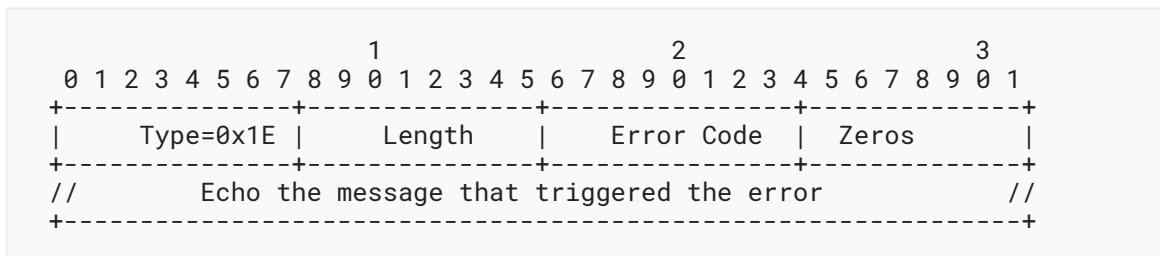 1                   2                   3
 0 1 2 3 4 5 6 7 8 9 0 1 2 3 4 5 6 7 8 9 0 1 2 3 4 5 6 7 8 9 0 1
+---------------+---------------+----------------+--------------+
|     Type=0x1E |     Length    |    Error Code  |  Zeros       |
+---------------+---------------+----------------+--------------+
//        Echo the message that triggered the error            //
+---------------------------------------------------------------+